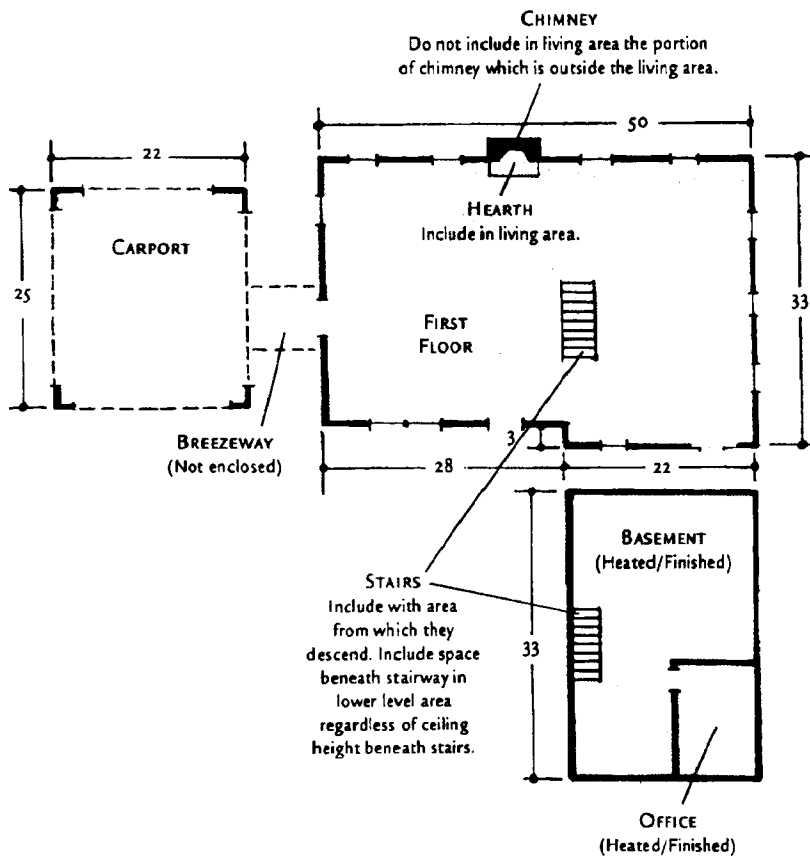 CHIMNEY
Do not include in living area the portion
of chimney which is outside the living area.
50
22
HEARTH
Include in living area.
CARPORT
25
33
FIRST
FLOOR
BREEZEWAY
(Not enclosed)
3
28
22
BASEMENT
(Heated/Finished)
STAIRS
Include with area
from which they
descend. Include space
beneath stairway in
lower level area
regardless of ceiling
height beneath stairs.
33
OFFICE
(Heated/Finished)